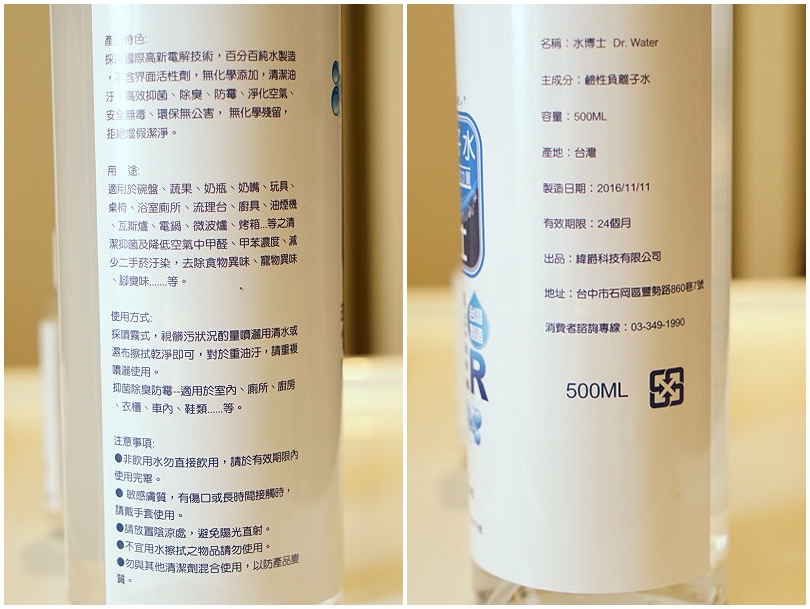 產品特色:
採用國際高新電解技術，百分百純水製造
，不含界面活性劑，無化學添加，清潔油
汙、高效抑菌、除臭、防霉、淨化空氣、
安全無毒、環保無公害， 無化學殘留，
拒絕虛假潔淨。
用 途:
適用於碗盤、蔬果、奶瓶、奶嘴、玩具、
桌椅、浴室廁所、流理台、廚具、油煙機
、瓦斯爐、電鍋、微波爐、烤箱...等之清
潔抑菌及降低空氣中甲醛、甲苯濃度、減
少二手菸汙染，去除食物異味、寵物異味
、腳臭味.......等。
使用方式:
採噴霧式，視髒污狀況酌量噴灑用清水或
濕布擦拭乾淨即可，對於重油汙，請重複
噴灑使用。
抑菌除臭防霉--適用於室內、廁所、廚房
、衣櫃、車內、鞋類......等。
注意事項:
●非飲用水勿直接飲用，請於有效期限內
使用完畢。
● 敏感膚質，有傷口或長時間接觸時，
請戴手套使用。
●請放置陰涼處，避免陽光直射。
●不宜用水擦拭之物品請勿使用。
●勿與其他清潔劑混合使用，以防產品變
質。
名稱：水博士 Dr. Water
主成分：鹼性負離子水
容量：500ML
產地：台灣
製造日期：2016/11/11
有效期限：24個月
出品：緯爵科技有限公司
地址：台中市石岡區豐勢路860巷7號
消費者諮詢專線：03-349-1990
500ML
子水
士
台灣
製造
ER